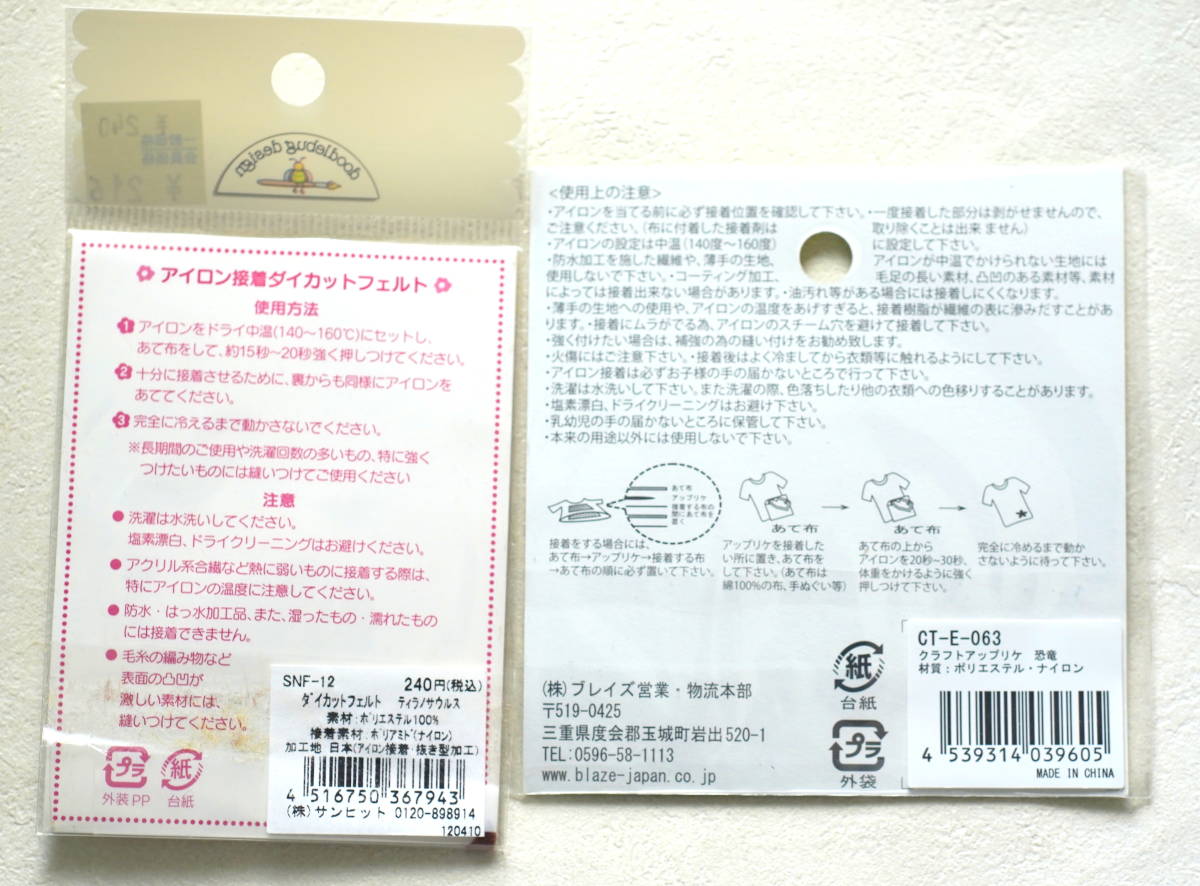 ¥240
一般価格
会員価格
¥216
doodlebug design
アイロン接着ダイカットフェルト
使用方法
1 アイロンをドライ中温(140〜160℃)にセットし、
あて布をして、約15秒〜20秒強く押しつけてください。
2 十分に接着させるために、裏からも同様にアイロンを
あててください。
3 完全に冷えるまで動かさないでください。
※長期間のご使用や洗濯回数の多いもの、特に強く
つけたいものには縫いつけてご使用ください
注意
● 洗濯は水洗いしてください。
塩素漂白、ドライクリーニングはお避けください。
● アクリル系合繊など熱に弱いものに接着する際は、
特にアイロンの温度に注意してください。
● 防水・はっ水加工品、また、湿ったもの・濡れたもの
には接着できません。
● 毛糸の編み物など
表面の凸凹が
激しい素材には、
縫いつけてください。
プラ
外装PP
紙
台紙
SNF-12 240円(税込)
ダイカットフェルト ティラノサウルス
素材:ポリエステル100%
接着素材:ポリアミド(ナイロン)
加工地 日本(アイロン接着・抜き型加工)
4 516750 367943
(株)サンヒット 0120-898914
120410
<使用上の注意>
・アイロンを当てる前に必ず接着位置を確認して下さい。・一度接着した部分は剥がせませんので、
ご注意ください。(布に付着した接着剤は 取り除くことは出来ません)
・アイロンの設定は中温(140度〜160度) に設定して下さい。
・防水加工を施した繊維や、薄手の生地、 アイロンが中温でかけられない生地には
使用しないで下さい。・コーティング加工、 毛足の長い素材、凸凹のある素材等、素材
によっては接着出来ない場合があります。・油汚れ等がある場合には接着しにくくなります。
・薄手の生地への使用や、アイロンの温度をあげすぎると、接着樹脂が繊維の表に滲みだすことがあ
ります。・接着にムラがでる為、アイロンのスチーム穴を避けて接着して下さい。
・強く付けたい場合は、補強の為の縫い付けをお勧め致します。
・火傷にはご注意下さい。・接着後はよく冷ましてから衣類等に触れるようにして下さい。
・アイロン接着は必ずお子様の手の届かないところで行って下さい。
・洗濯は水洗いして下さい。また洗濯の際、色落ちしたり他の衣類への色移りすることがあります。
・塩素漂白、ドライクリーニングはお避け下さい。
・乳幼児の手の届かないところに保管して下さい。
・本来の用途以外には使用しないで下さい。
あて布
アップリケ
接着する布の
間にあて布を
置く
あて布
あて布
接着をする場合には、
あて布→アップリケ→接着する布
→あて布の順に必ず置いて下さい。
アップリケを接着した
い所に置き、あて布を
して下さい。(あて布は
綿100%の布、手ぬぐい等)
あて布の上から
アイロンを20秒〜30秒、
体重をかけるように強く
押しつけて下さい。
完全に冷めるまで動か
さないように待って下さい。
(株)ブレイズ営業・物流本部
〒519-0425
三重県度会郡玉城町岩出520-1
TEL:0596-58-1113
www.blaze-japan.co.jp
紙
台紙
プラ
外袋
CT-E-063
クラフトアップリケ 恐竜
材質:ポリエステル・ナイロン
4 539314 039605
MADE IN CHINA